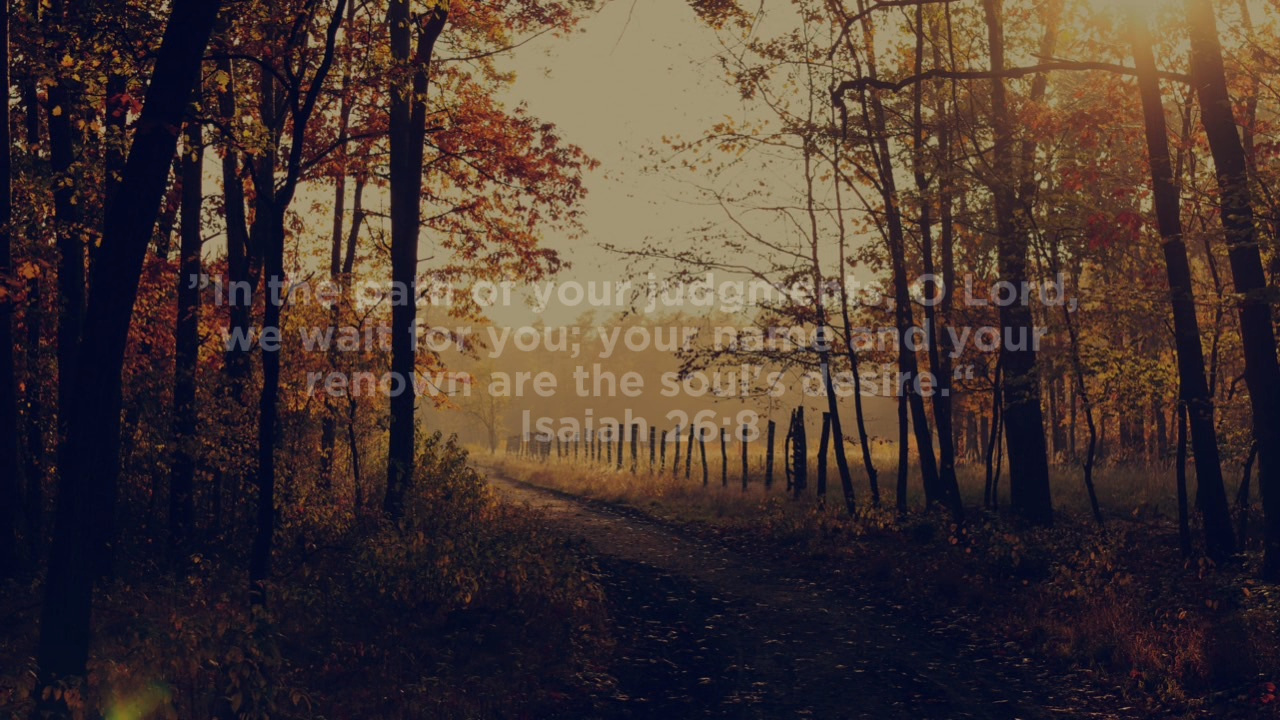 ”In the path of your judgments, O Lord,
we wait for you; your name and your
renown are the soul’s desire.“
Isaiah 26:8